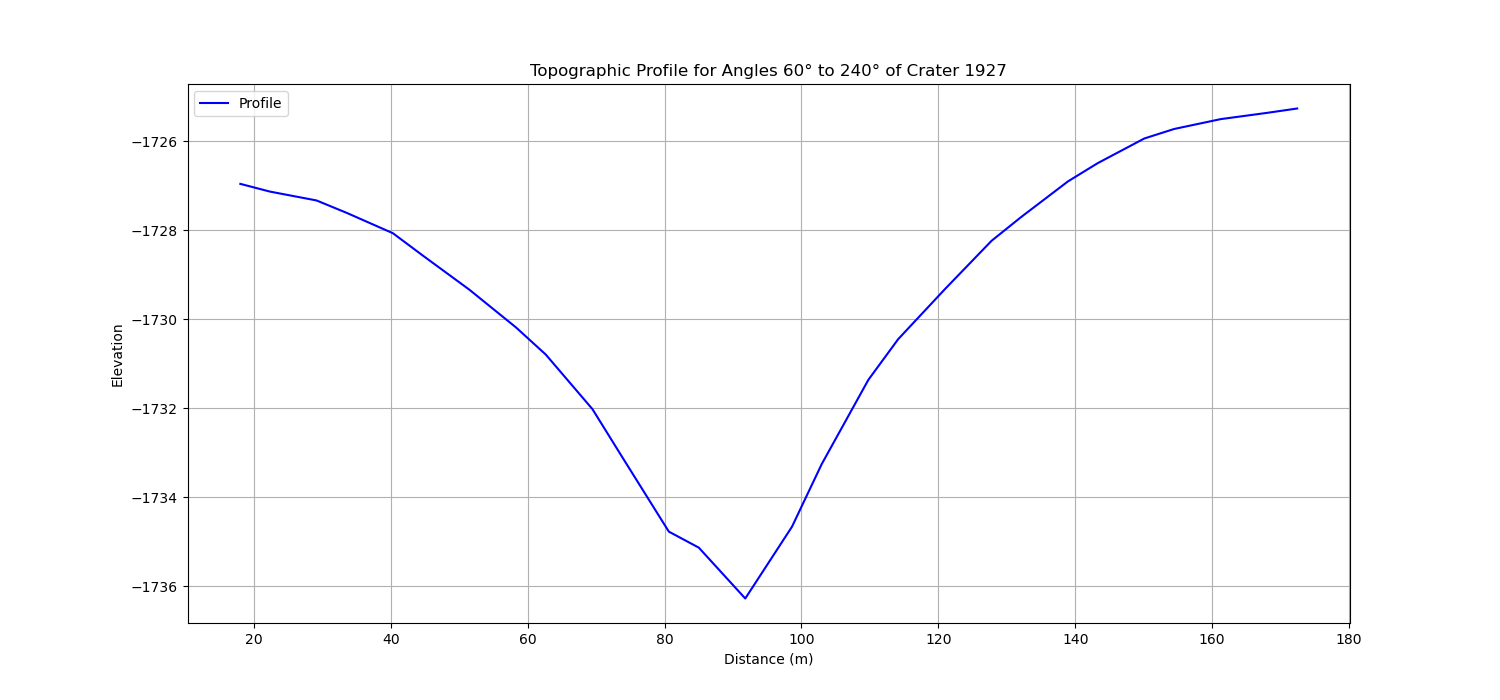 Topographic Profile for Angles 60° to 240° of Crater 1927
Profile
−1726
−1728
−1730
−1732
−1734
−1736
Elevation
20 40 60 80 100 120 140 160 180
Distance (m)